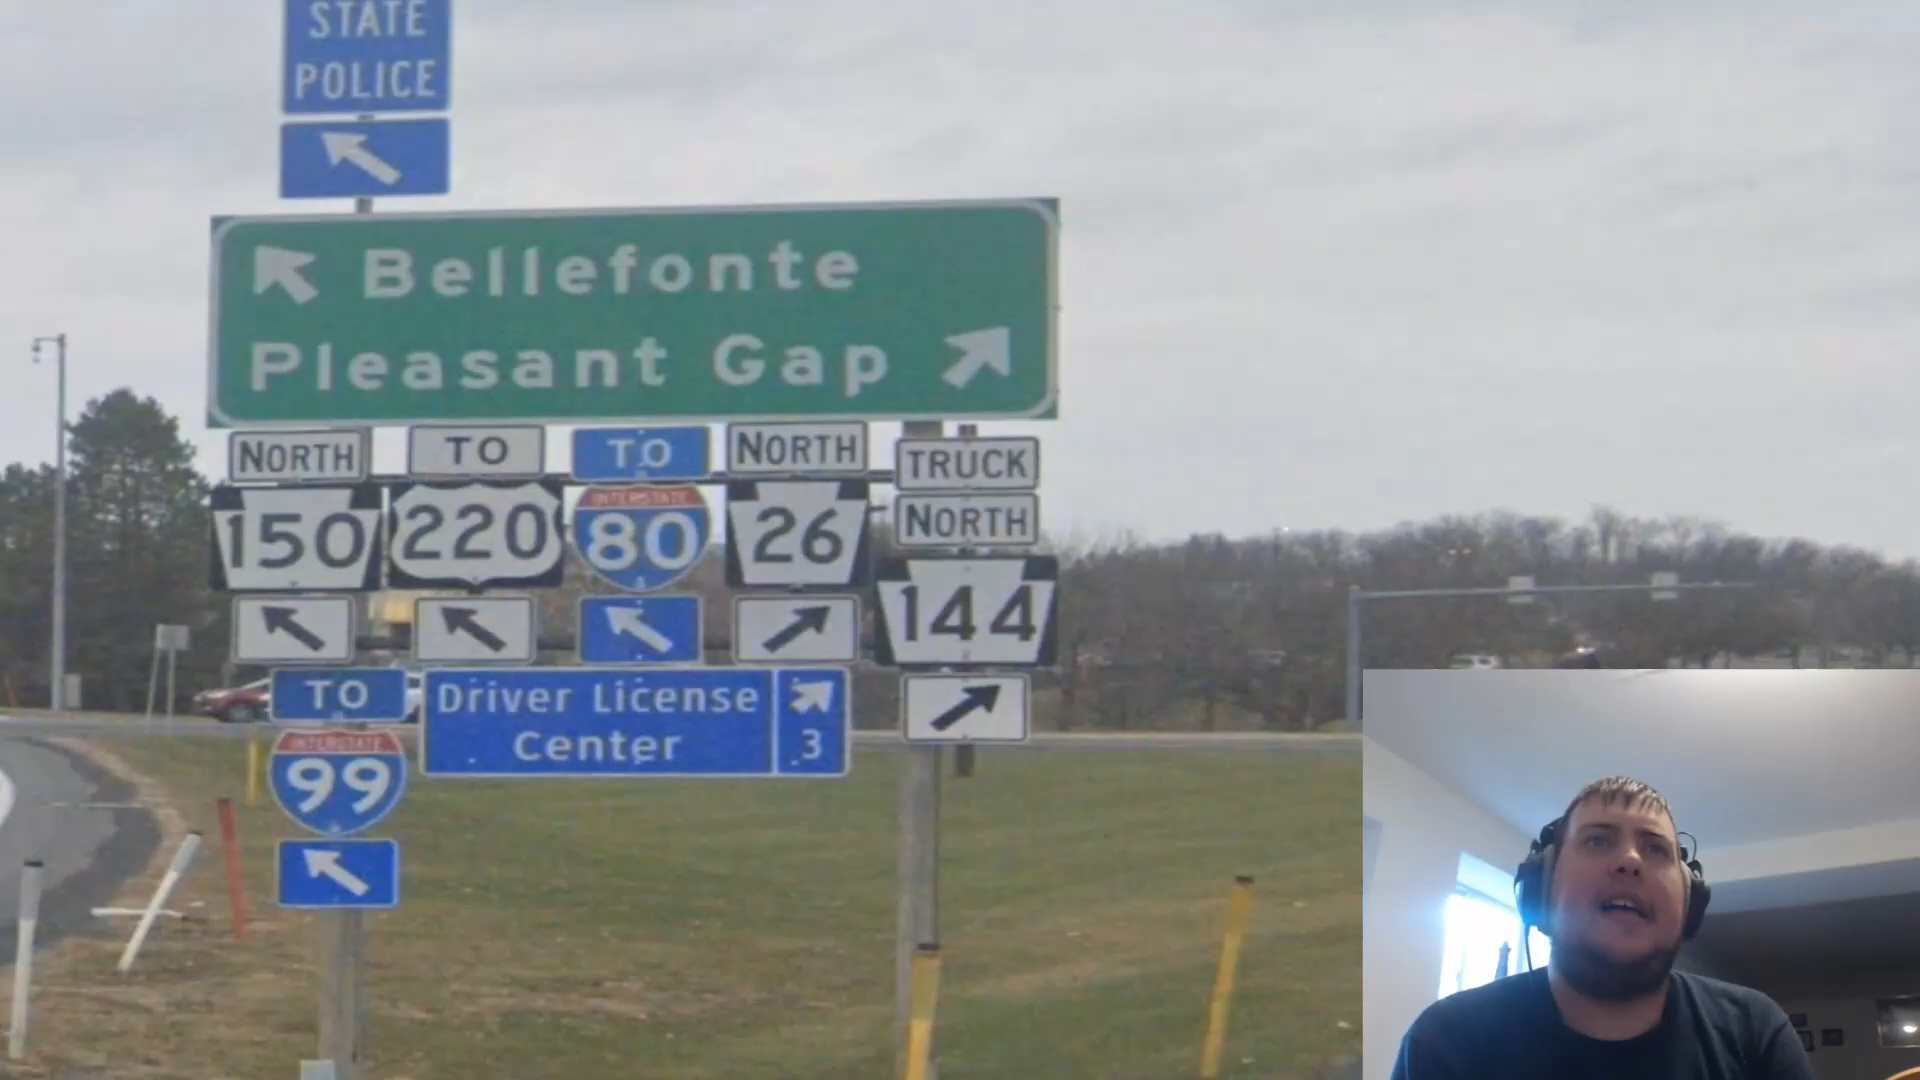 STATE
POLICE
Bellefonte
Pleasant Gap
NORTH
TO
TO
NORTH
TRUCK
NORTH
150
220
INTERSTATE
80
26
144
TO
Driver License
Center
3
INTERSTATE
99